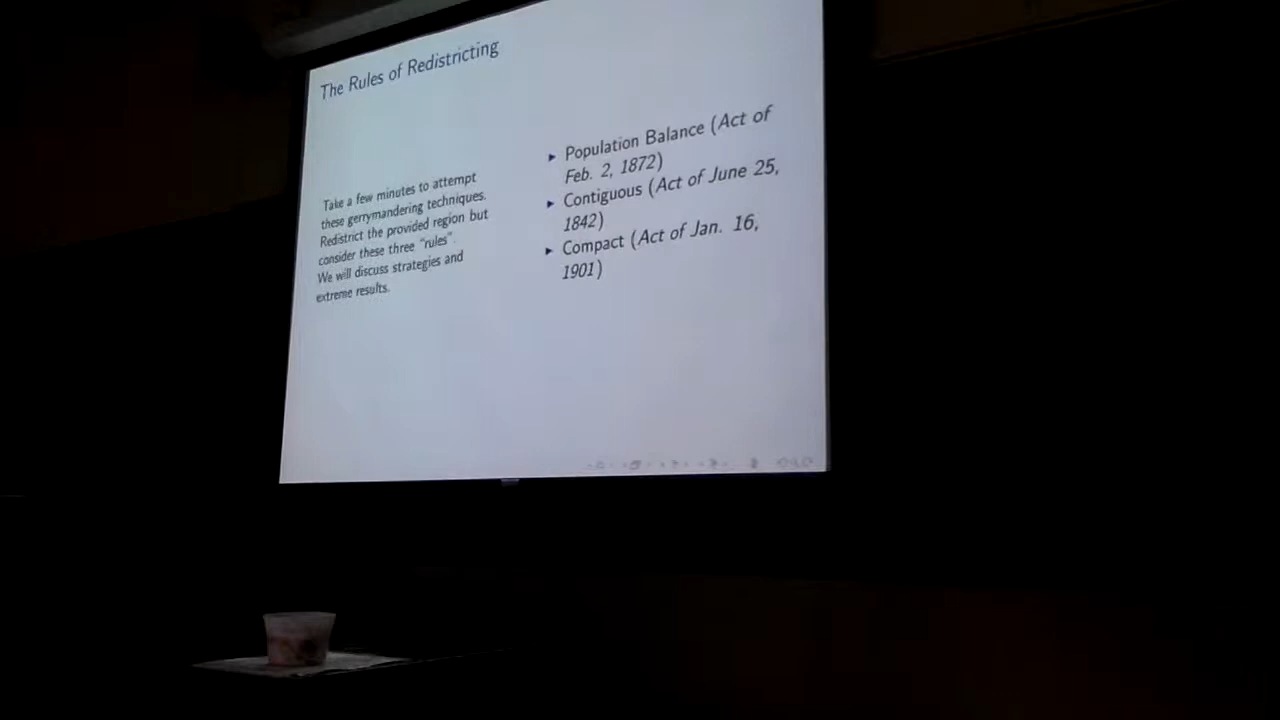 The Rules of Redistricting
Take a few minutes to attempt
these gerrymandering techniques.
Redistrict the provided region but
consider these three "rules".
We will discuss strategies and
extreme results.
Population Balance (Act of
Feb. 2, 1872)
Contiguous (Act of June 25,
1842)
Compact (Act of Jan. 16,
1901)